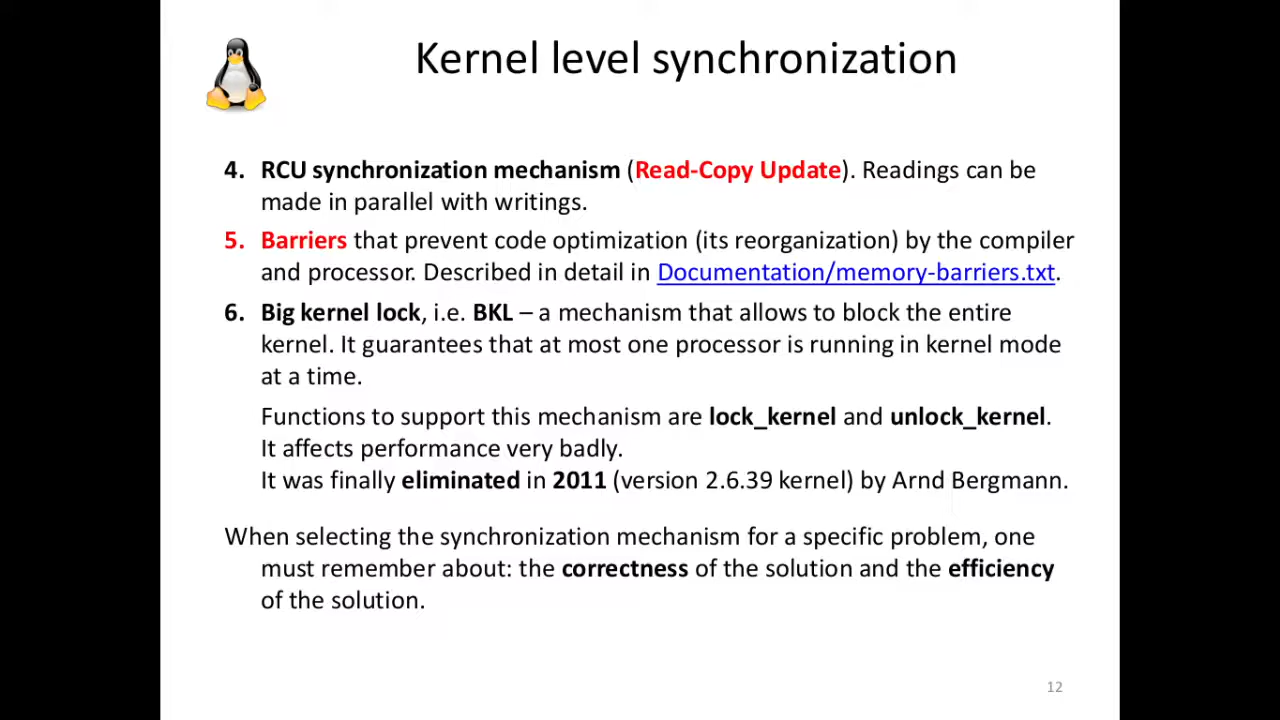 Kernel level synchronization
4. RCU synchronization mechanism (Read-Copy Update). Readings can be
made in parallel with writings.
5. Barriers that prevent code optimization (its reorganization) by the compiler
and processor. Described in detail in Documentation/memory-barriers.txt.
6. Big kernel lock, i.e. BKL – a mechanism that allows to block the entire
kernel. It guarantees that at most one processor is running in kernel mode
at a time.
Functions to support this mechanism are lock_kernel and unlock_kernel.
It affects performance very badly.
It was finally eliminated in 2011 (version 2.6.39 kernel) by Arnd Bergmann.
When selecting the synchronization mechanism for a specific problem, one
must remember about: the correctness of the solution and the efficiency
of the solution.
12